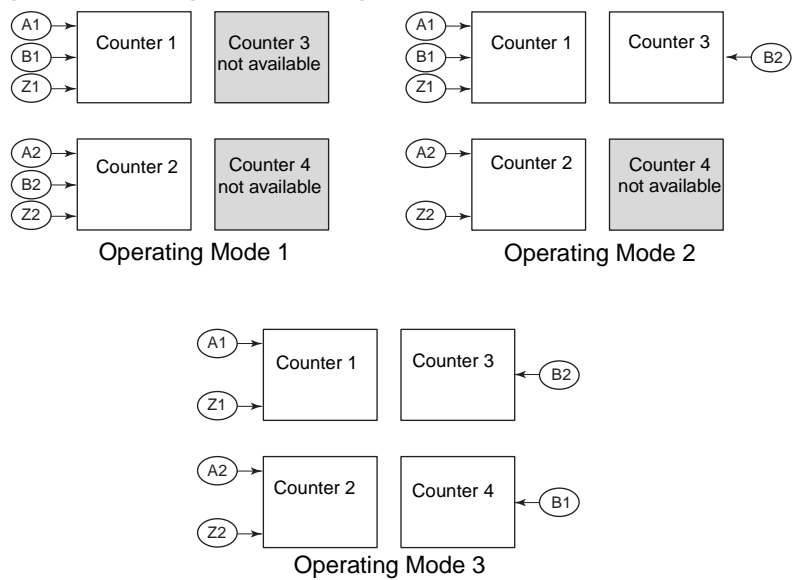 A1
B1
Z1
Counter 1
Counter 3
not available
A2
B2
Z2
Counter 2
Counter 4
not available
Operating Mode 1
A1
B1
Z1
Counter 1
Counter 3
B2
A2
Z2
Counter 2
Counter 4
not available
Operating Mode 2
A1
Z1
Counter 1
Counter 3
B2
A2
Z2
Counter 2
Counter 4
B1
Operating Mode 3